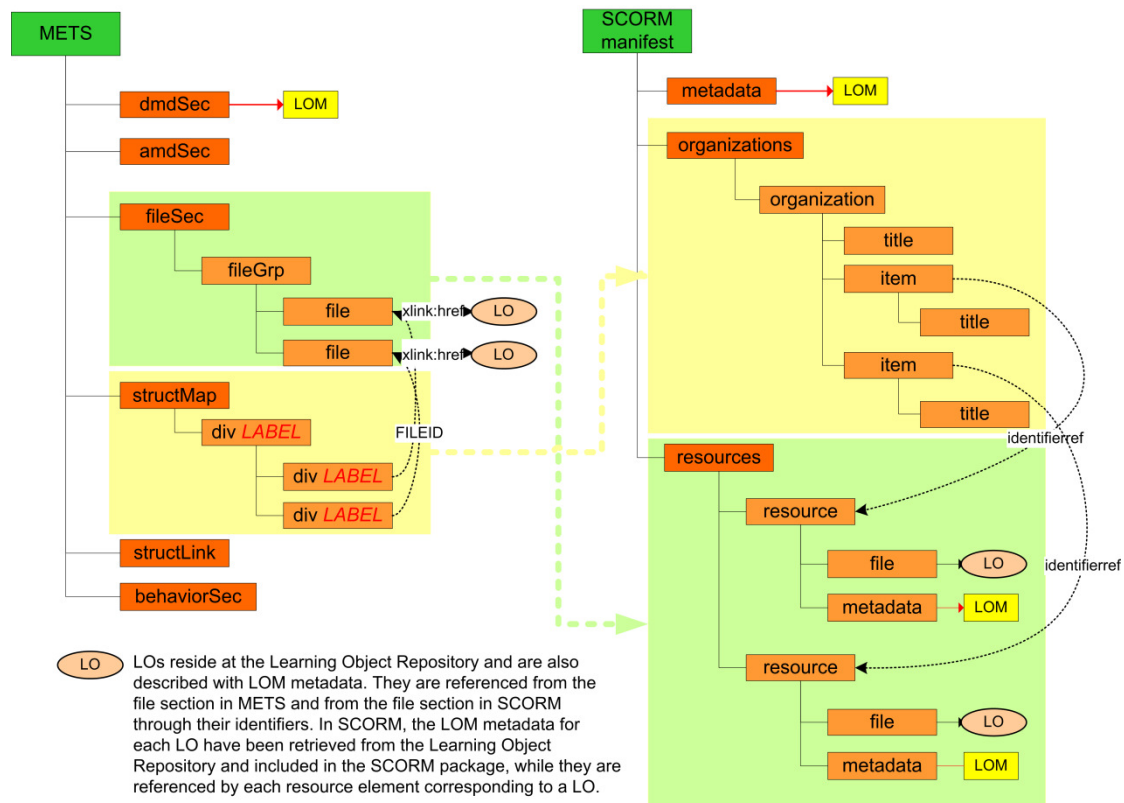 METS
dmdSec
LOM
amdSec
fileSec
fileGrp
file
xlink:href
LO
file
xlink:href
LO
structMap
div LABEL
FILEID
div LABEL
div LABEL
structLink
behaviorSec
SCORM
manifest
metadata
LOM
organizations
organization
title
item
title
item
title
identifierref
resources
resource
file
LO
identifierref
metadata
LOM
resource
file
LO
metadata
LOM
LO
LOs reside at the Learning Object Repository and are also
described with LOM metadata. They are referenced from the
file section in METS and from the file section in SCORM
through their identifiers. In SCORM, the LOM metadata for
each LO have been retrieved from the Learning Object
Repository and included in the SCORM package, while they are
referenced by each resource element corresponding to a LO.